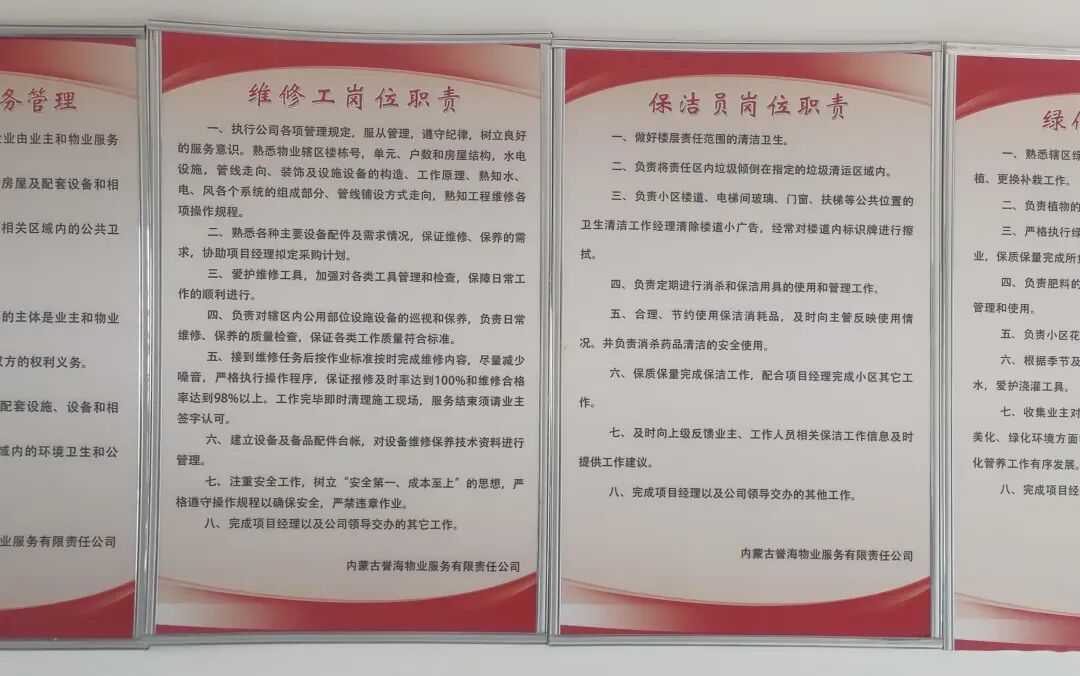 务管理
业由业主和物业服务
房屋及配套设备和相
相关区域内的公共卫
的主体是业主和物业
双方的权利义务。
配套设施、设备和相
域内的环境卫生和公
业服务有限责任公司
维修工岗位职责
一、执行公司各项管理规定，服从管理，遵守纪律，树立良好
的服务意识。熟悉物业辖区楼栋号，单元、户数和房屋结构，水电
设施，管线走向、装饰及设施设备的构造、工作原理、熟知水、
电、风各个系统的组成部分、管线铺设方式走向，熟知工程维修各
项操作规程。
二、熟悉各种主要设备配件及需求情况，保证维修、保养的需
求，协助项目经理拟定采购计划。
三、爱护维修工具，加强对各类工具管理和检查，保障日常工
作的顺利进行。
四、负责对辖区内公用部位设施设备的巡视和保养，负责日常
维修、保养的质量检查，保证各类工作质量符合标准。
五、接到维修任务后按作业标准按时完成维修内容，尽量减少
噪音，严格执行操作程序，保证报修及时率达到100%和维修合格
率达到98%以上。工作完毕即时清理施工现场，服务结束须请业主
签字认可。
六、建立设备及备品配件台帐，对设备维修保养技术资料进行
管理。
七、注重安全工作，树立“安全第一、成本至上”的思想，严
格遵守操作规程以确保安全，严禁违章作业。
八、完成项目经理以及公司领导交办的其它工作。
内蒙古誉海物业服务有限责任公司
保洁员岗位职责
一、做好楼层责任范围的清洁卫生。
二、负责将责任区内垃圾倾倒在指定的垃圾清运区域内。
三、负责小区楼道、电梯间玻璃、门窗、扶梯等公共位置的
卫生清洁工作经理清除楼道小广告，经常对楼道内标识牌进行擦
拭。
四、负责定期进行消杀和保洁用具的使用和管理工作。
五、合理、节约使用保洁消耗品，及时向主管反映使用情
况。并负责消杀药品清洁的安全使用。
六、保质保量完成保洁工作，配合项目经理完成小区其它工
作。
七、及时向上级反馈业主、工作人员相关保洁工作信息及时
提供工作建议。
八、完成项目经理以及公司领导交办的其他工作。
内蒙古誉海物业服务有限责任公司
绿
一、熟悉辖区绿
植、更换补栽工作。
二、负责植物的
三、严格执行绿
业，保质保量完成所负
四、负责肥料的
管理和使用。
五、负责小区花
六、根据季节及
水，爱护浇灌工具。
七、收集业主对
美化、绿化环境方面
化管养工作有序发展。
八、完成项目经